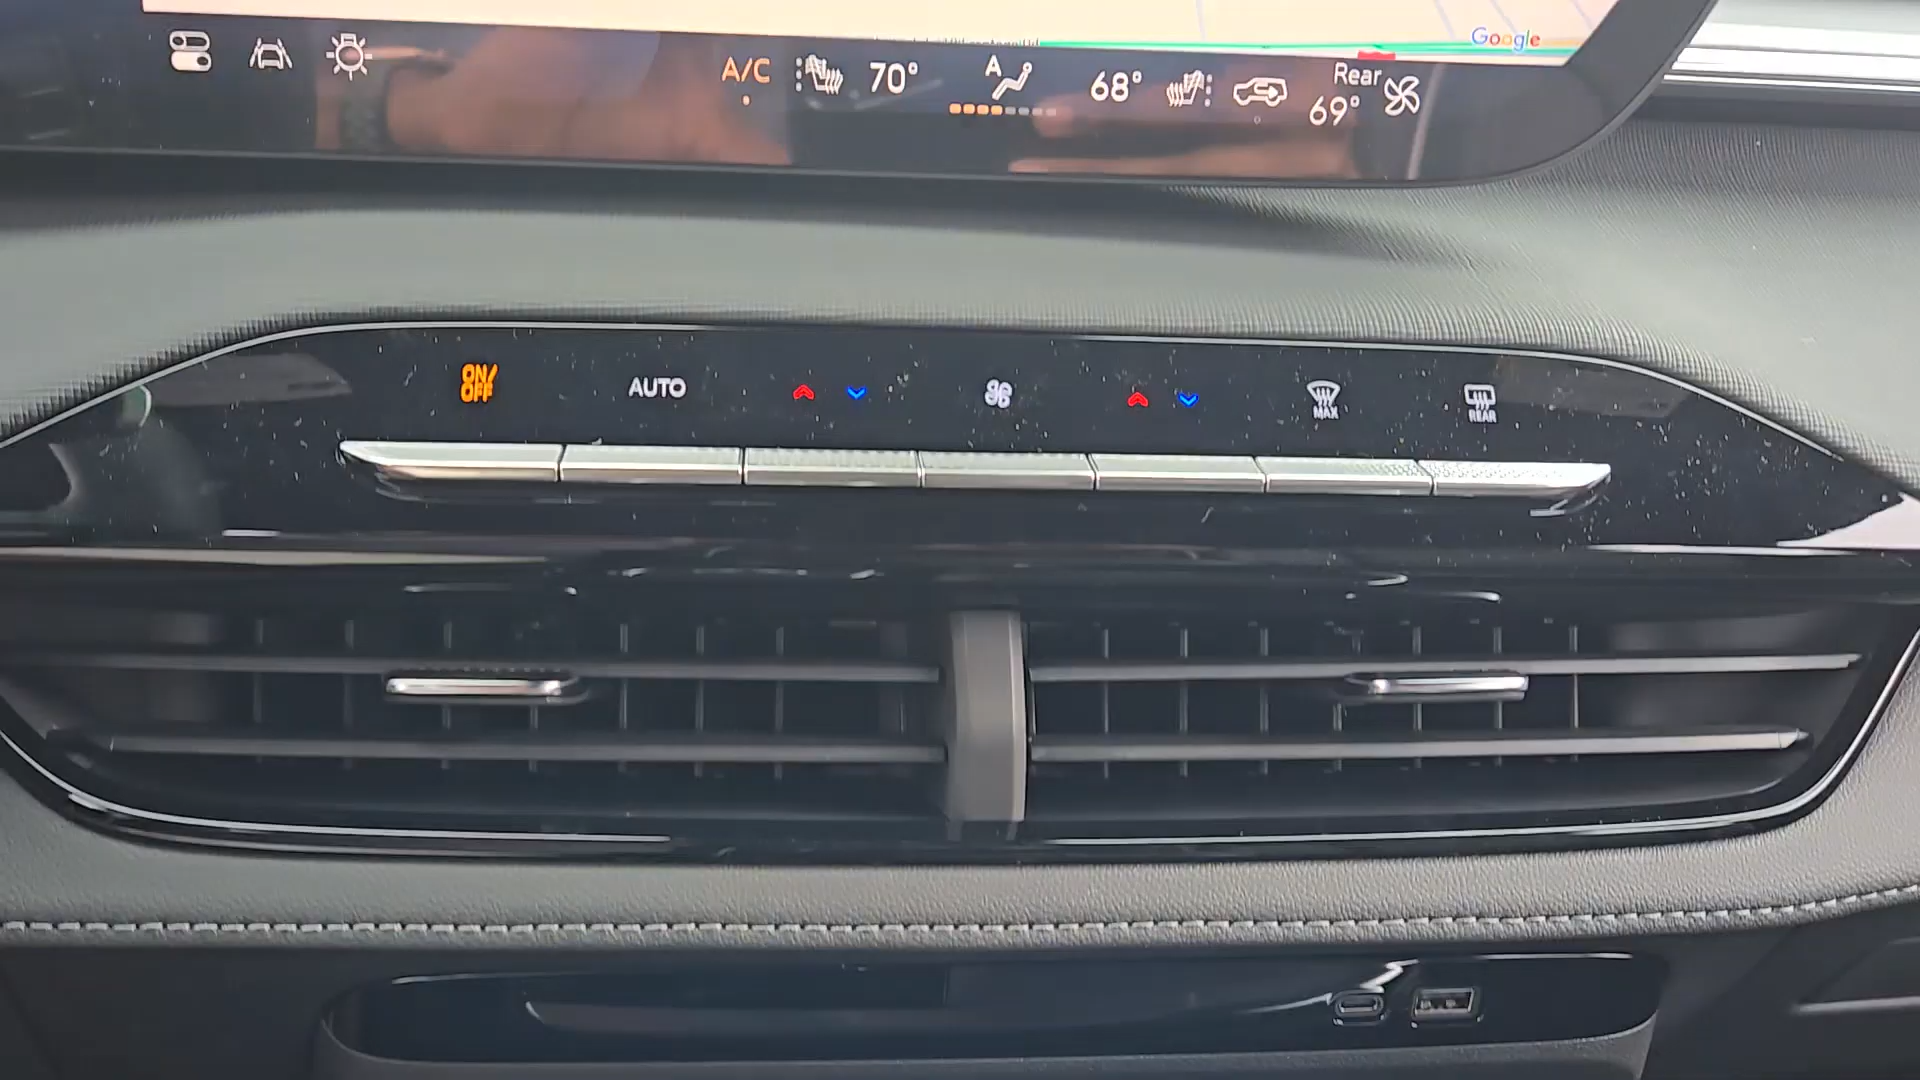 Google
A/C 70° A 68° Rear
69°
ON/
OFF
AUTO
MAX
REAR